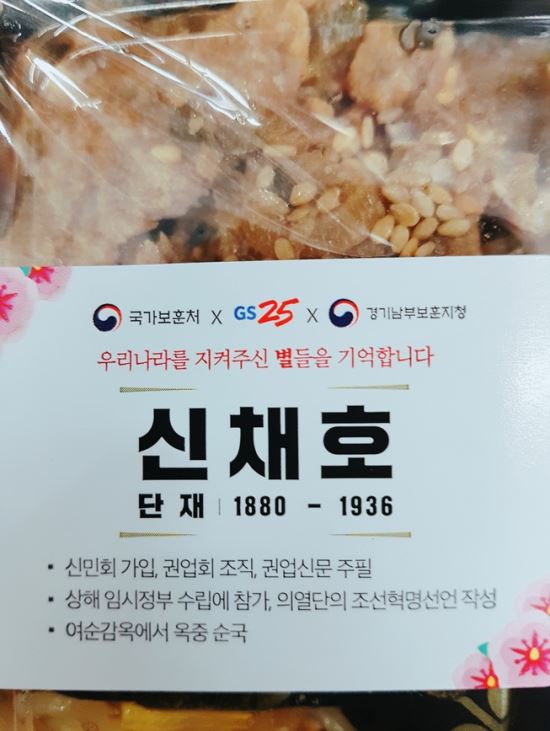 국가보훈처 X GS25 X 경기남부보훈지청
우리나라를 지켜주신 별들을 기억합니다
신채호
단재 | 1880 - 1936
▪ 신민회 가입, 권업회 조직, 권업신문 주필
▪ 상해 임시정부 수립에 참가, 의열단의 조선혁명선언 작성
▪ 여순감옥에서 옥중 순국